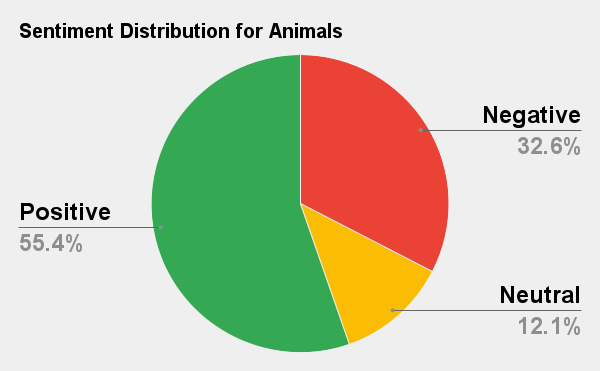 Sentiment Distribution for Animals
Negative
32.6%
Positive
55.4%
Neutral
12.1%